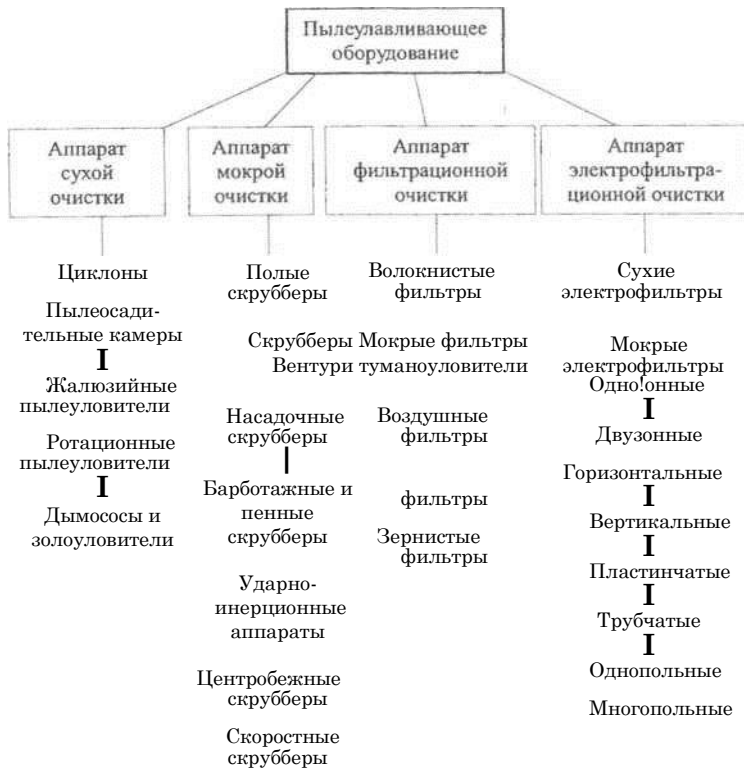 Пылеулавливающее
оборудование
Аппарат
сухой
очистки
Аппарат
мокрой
очистки
Аппарат
фильтрационной
очистки
Аппарат
электрофильтра-
ционной очистки
Циклоны
Пылеосади-
тельные камеры
Жалюзийные
пылеуловители
Ротационные
пылеуловители
Дымососы и
золоуловители
Полые
скрубберы
Скрубберы
Вентури
Насадочные
скрубберы
Барботажные и
пенные
скрубберы
Ударно-
инерционные
аппараты
Центробежные
скрубберы
Скоростные
скрубберы
Волокнистые
фильтры
Мокрые фильтры
туманоуловители
Воздушные
фильтры
фильтры
Зернистые
фильтры
Сухие
электрофильтры
Мокрые
электрофильтры
Одно!онные
Двузонные
Горизонтальные
Вертикальные
Пластинчатые
Трубчатые
Однопольные
Многопольные